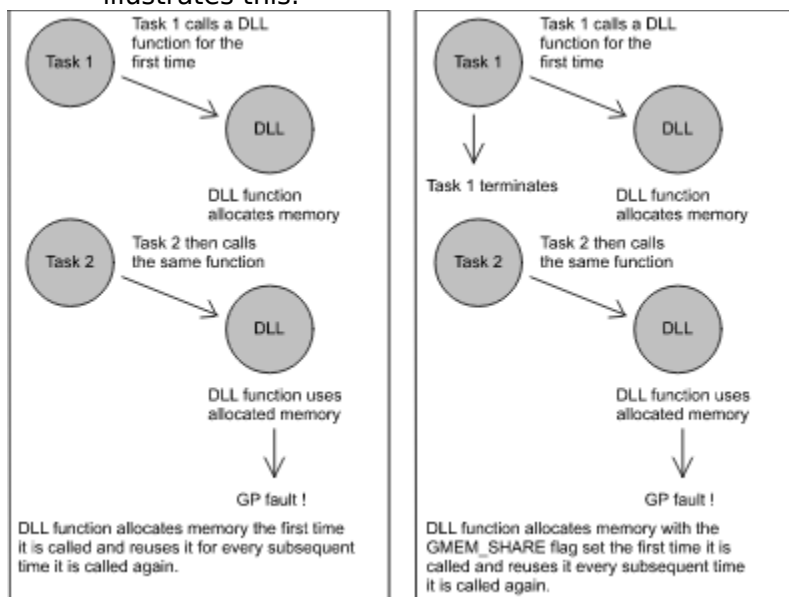 illustrates this:
Task 1 calls a DLL
function for the
first time
Task 1
DLL
DLL function
allocates memory
Task 2 then calls
the same function
Task 2
DLL
DLL function uses
allocated memory
GP fault !
DLL function allocates memory the first time
it is called and reuses it for every subsequent
time it is called again.
Task 1 calls a DLL
function for the
first time
Task 1
DLL
Task 1 terminates
DLL function
allocates memory
Task 2 then calls
the same function
Task 2
DLL
DLL function uses
allocated memory
GP fault !
DLL function allocates memory with the
GMEM_SHARE flag set the first time it is
called and reuses it every subsequent time
it is called again.